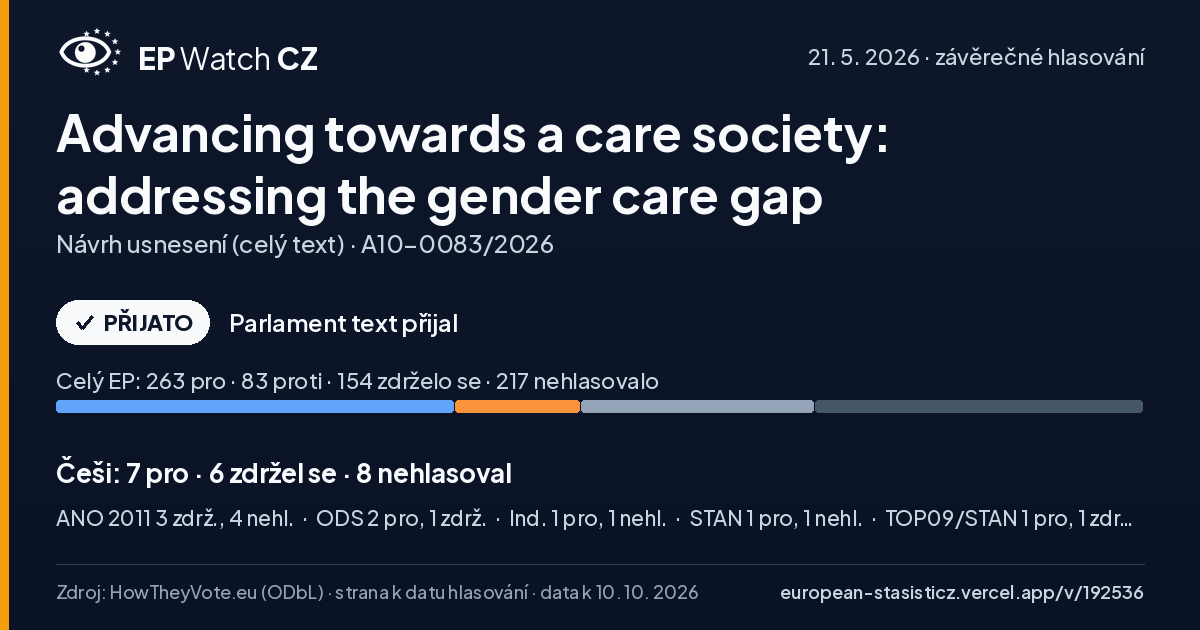 EP Watch CZ
21. 5. 2026 · závěrečné hlasování
Advancing towards a care society:
addressing the gender care gap
Návrh usnesení (celý text) · A10–0083/2026
✓ PŘIJATO
Parlament text přijal
Celý EP: 263 pro · 83 proti · 154 zdrželo se · 217 nehlasovalo
Češi: 7 pro · 6 zdržel se · 8 nehlasoval
ANO 2011 3 zdrž., 4 nehl. · ODS 2 pro, 1 zdrž. · Ind. 1 pro, 1 nehl. · STAN 1 pro, 1 nehl. · TOP09/STAN 1 pro, 1 zdr…
Zdroj: HowTheyVote.eu (ODbL) · strana k datu hlasování · data k 10. 10. 2026
european-stasisticz.vercel.app/v/192536